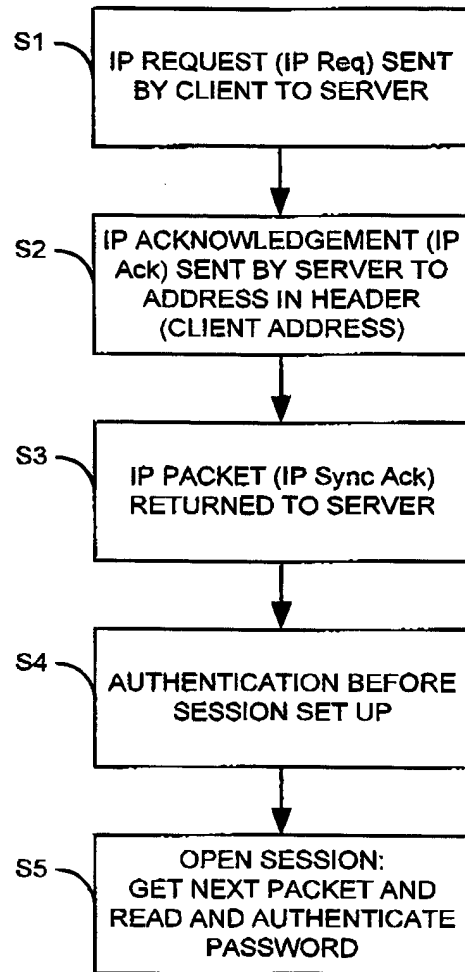 S1
IP REQUEST (IP Req) SENT
BY CLIENT TO SERVER
S2
IP ACKNOWLEDGEMENT (IP
Ack) SENT BY SERVER TO
ADDRESS IN HEADER
(CLIENT ADDRESS)
S3
IP PACKET (IP Sync Ack)
RETURNED TO SERVER
S4
AUTHENTICATION BEFORE
SESSION SET UP
S5
OPEN SESSION:
GET NEXT PACKET AND
READ AND AUTHENTICATE
PASSWORD